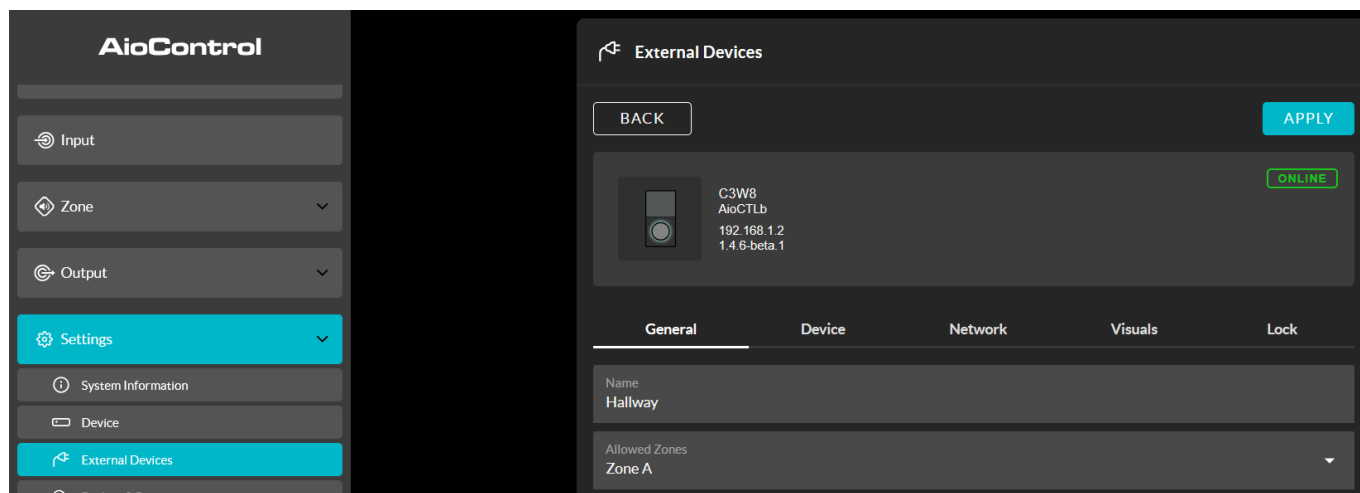 AioControl
Input
Zone
Output
Settings
System Information
Device
External Devices
External Devices
BACK
APPLY
C3W8
AioCTLb
192.168.1.2
1.4.6-beta.1
ONLINE
General Device Network Visuals Lock
Name
Hallway
Allowed Zones
Zone A